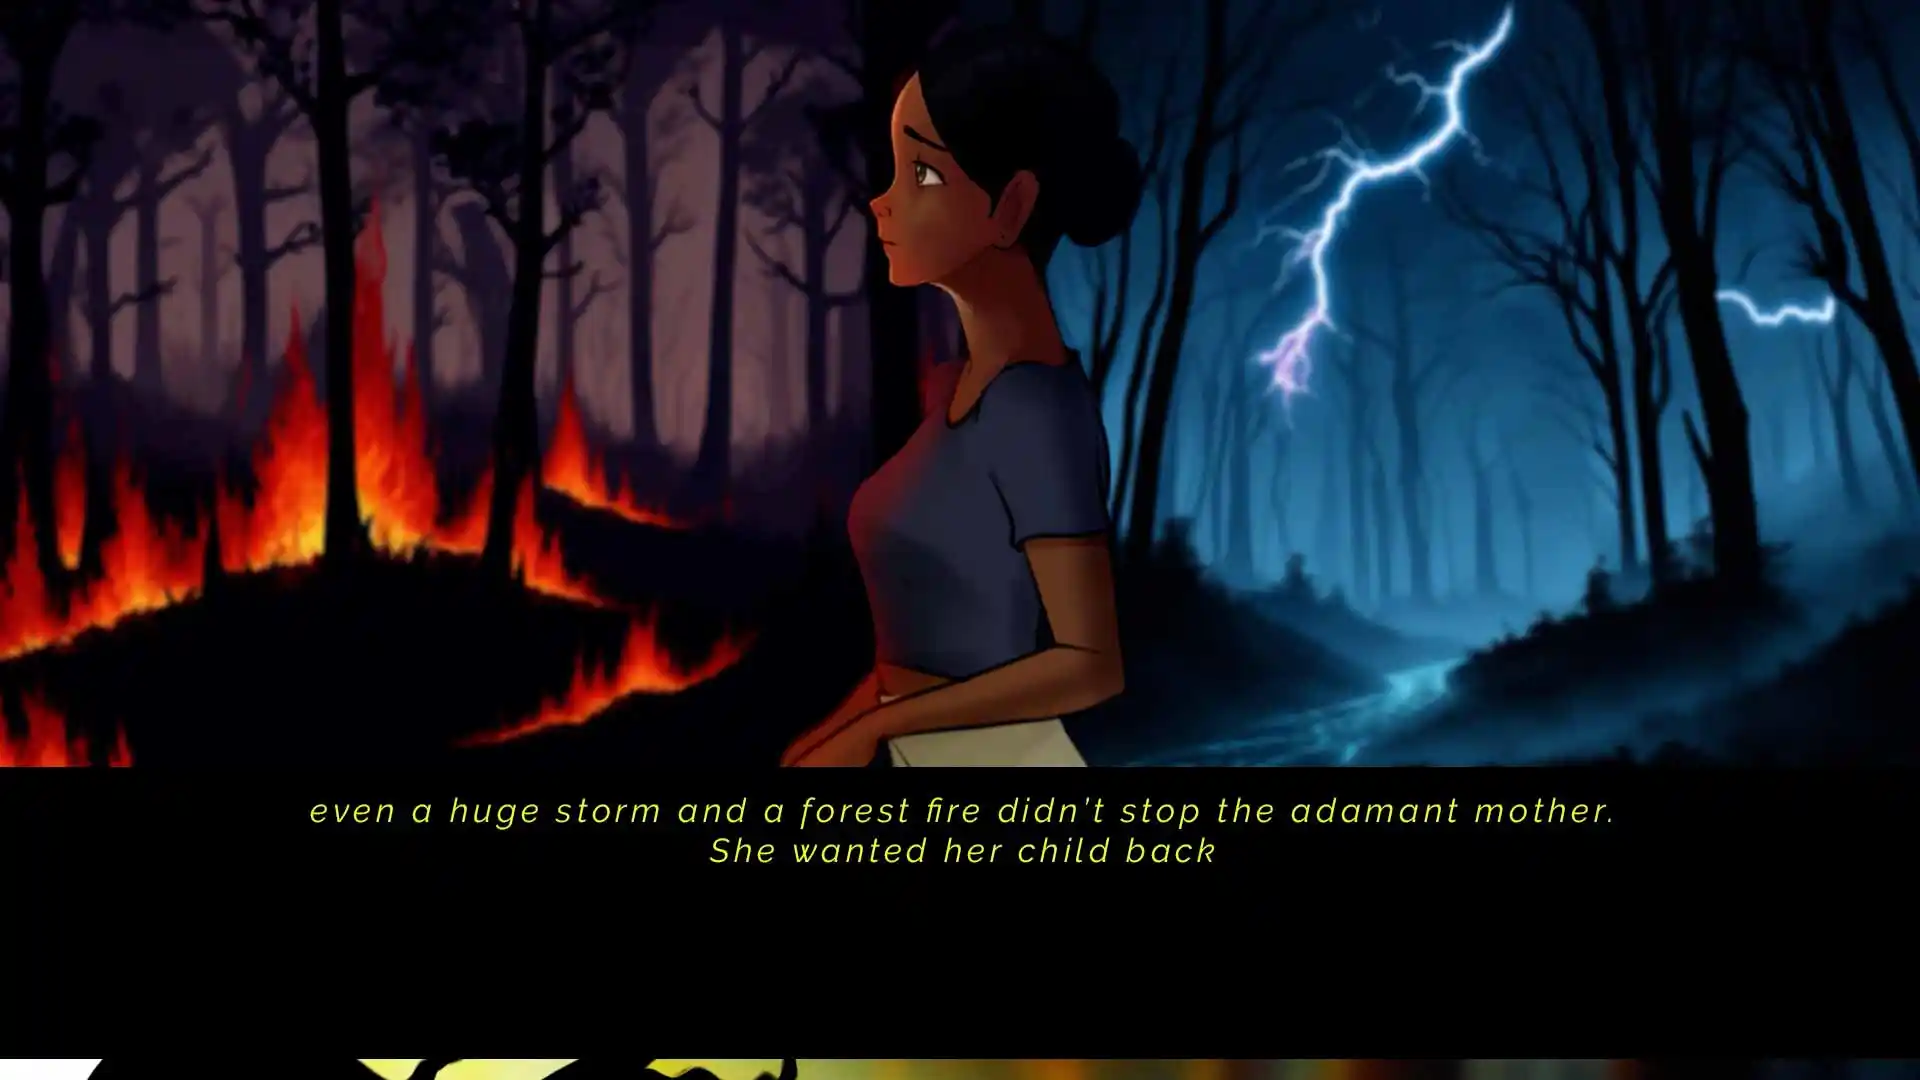 even a huge storm and a forest fire didn't stop the adamant mother.
She wanted her child back